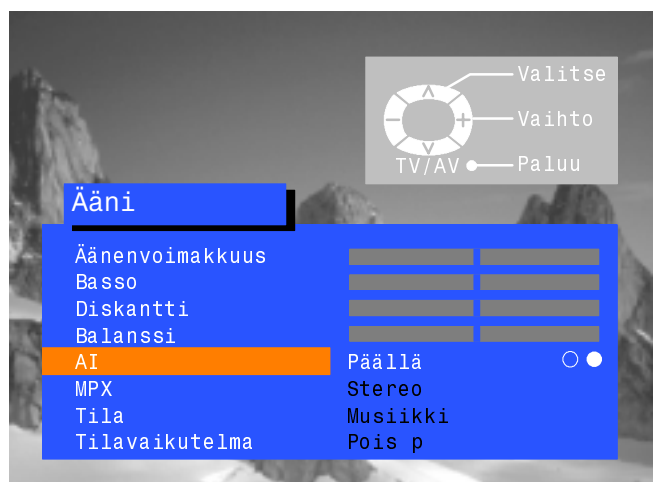 Valitse
Vaihto
TV/AV Paluu
Ääni
Äänenvoimakkuus
Basso
Diskantti
Balanssi
AI Päällä
MPX Stereo
Tila Musiikki
Tilavaikutelma Pois p